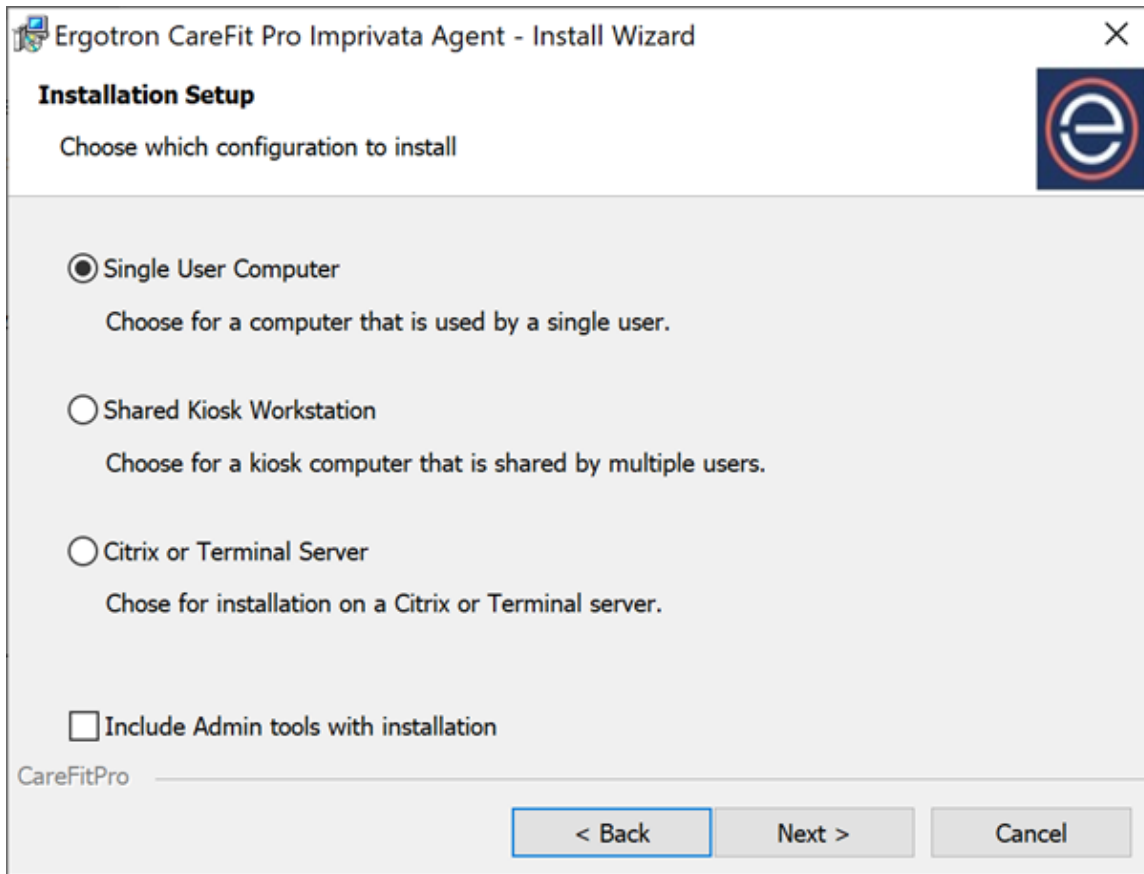 Ergotron CareFit Pro Imprivata Agent - Install Wizard
Installation Setup
Choose which configuration to install
Single User Computer
Choose for a computer that is used by a single user.
Shared Kiosk Workstation
Choose for a kiosk computer that is shared by multiple users.
Citrix or Terminal Server
Chose for installation on a Citrix or Terminal server.
Include Admin tools with installation
CareFitPro
< Back
Next >
Cancel